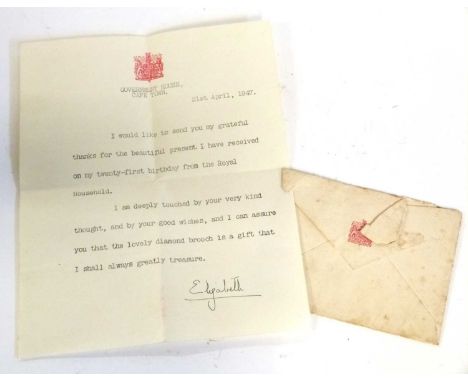 GOVERNMENT HOUSE,
CAPE TOWN.
21st April, 1947.
I would like to send you my grateful
thanks for the beautiful present I have received
on my twenty-first birthday from the Royal
Household.
I am deeply touched by your very kind
thought, and by your good wishes, and I can assure
you that the lovely diamond brooch is a gift that
I shall always greatly treasure.
Elizabeth